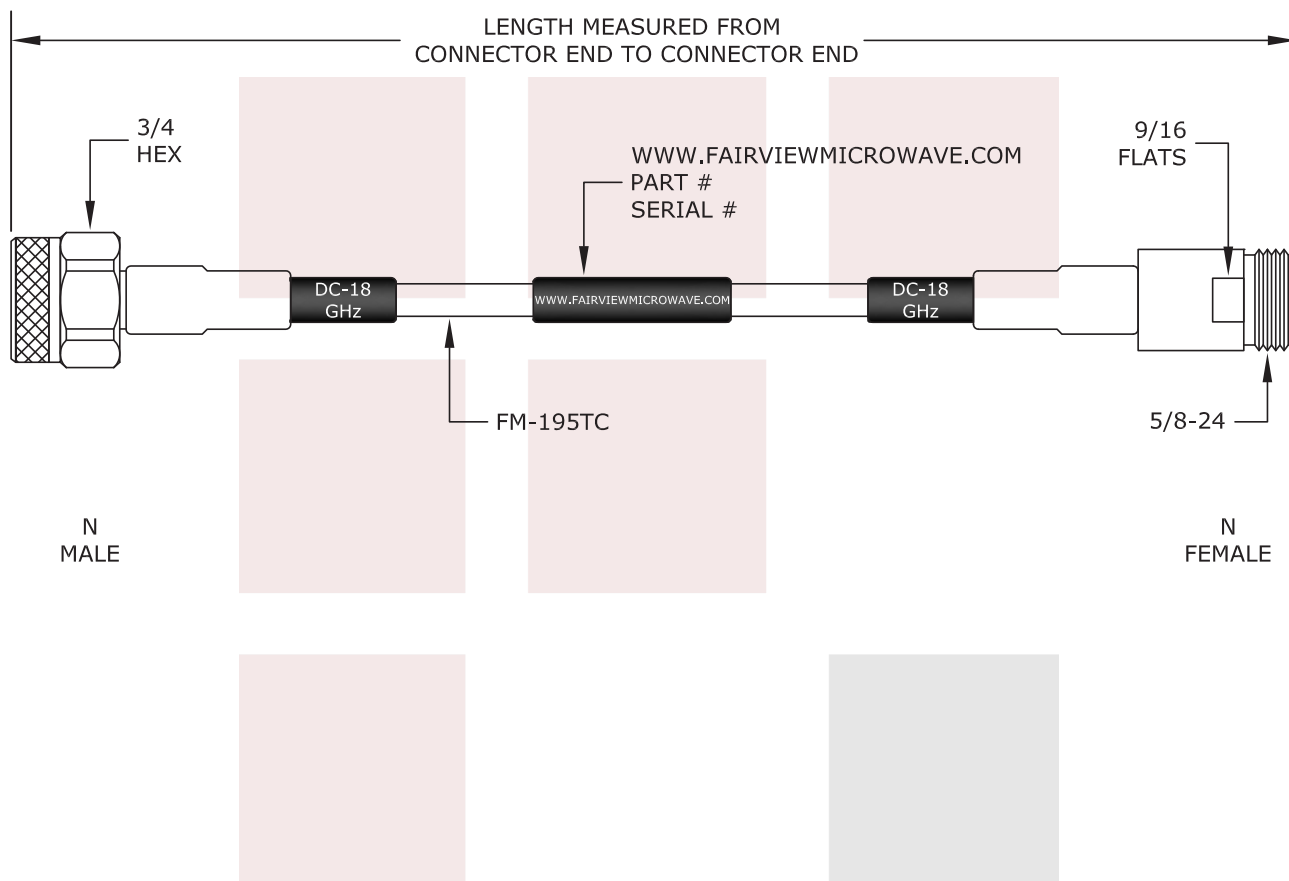 LENGTH MEASURED FROM
CONNECTOR END TO CONNECTOR END
3/4
HEX
WWW.FAIRVIEWMICROWAVE.COM
PART #
SERIAL #
9/16
FLATS
DC-18
GHz
WWW.FAIRVIEWMICROWAVE.COM
DC-18
GHz
FM-195TC
5/8-24
N
MALE
N
FEMALE